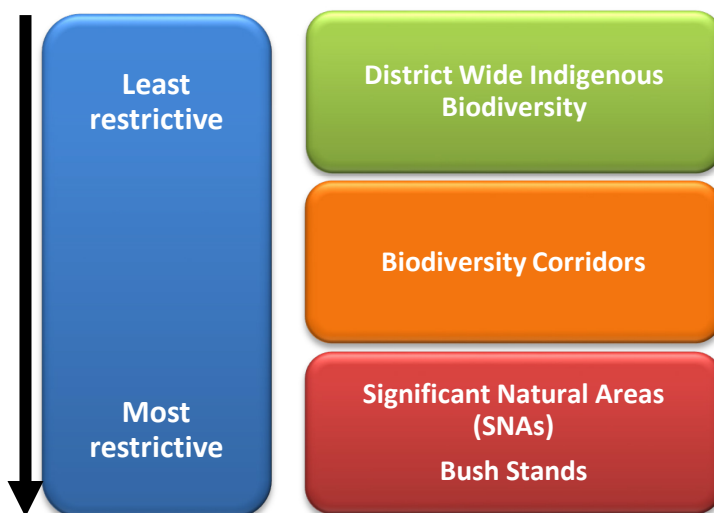 Least
restrictive
District Wide Indigenous
Biodiversity
Biodiversity Corridors
Most
restrictive
Significant Natural Areas
(SNAs)
Bush Stands